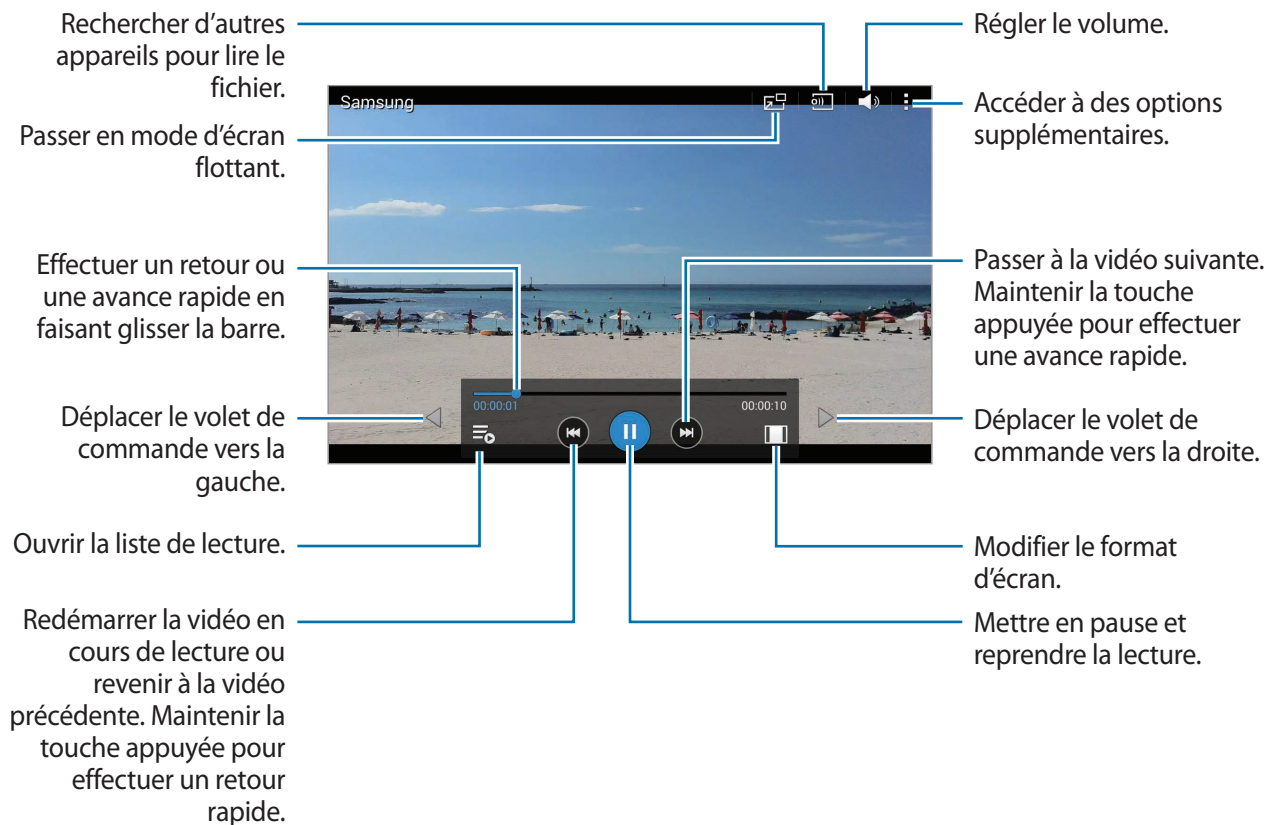 Rechercher d'autres
appareils pour lire le
fichier.
Passer en mode d'écran
flottant.
Effectuer un retour ou
une avance rapide en
faisant glisser la barre.
Déplacer le volet de
commande vers la
gauche.
Ouvrir la liste de lecture.
Redémarrer la vidéo en
cours de lecture ou
revenir à la vidéo
précédente. Maintenir la
touche appuyée pour
effectuer un retour
rapide.
Samsung
00:00:01
00:00:10
Régler le volume.
Accéder à des options
supplémentaires.
Passer à la vidéo suivante.
Maintenir la touche
appuyée pour effectuer
une avance rapide.
Déplacer le volet de
commande vers la droite.
Modifier le format
d'écran.
Mettre en pause et
reprendre la lecture.